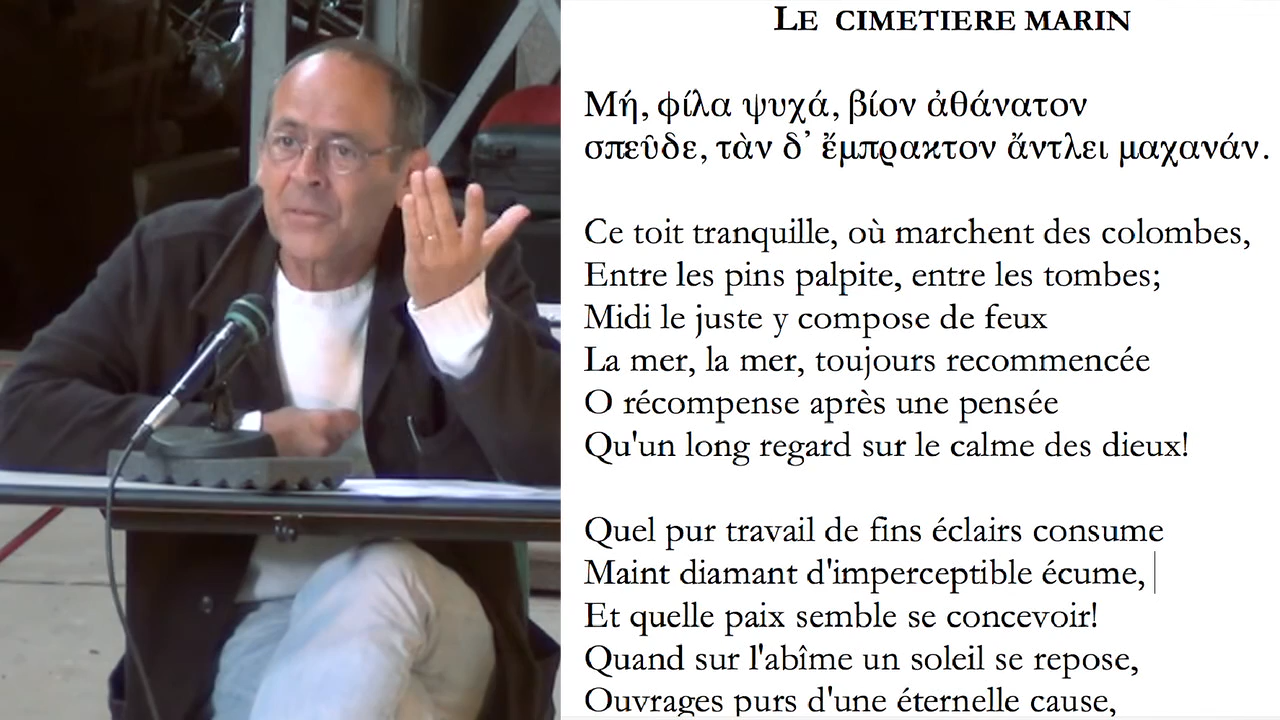 LE CIMETIERE MARIN
Μή, φίλα ψυχά, βίον ἀθάνατον
σπεῦδε, τὰν δ' ἔμπρακτον ἄντλει μαχανάν.
Ce toit tranquille, où marchent des colombes,
Entre les pins palpite, entre les tombes;
Midi le juste y compose de feux
La mer, la mer, toujours recommencée
O récompense après une pensée
Qu'un long regard sur le calme des dieux!
Quel pur travail de fins éclairs consume
Maint diamant d'imperceptible écume,
Et quelle paix semble se concevoir!
Quand sur l'abîme un soleil se repose,
Ouvrages purs d'une éternelle cause,